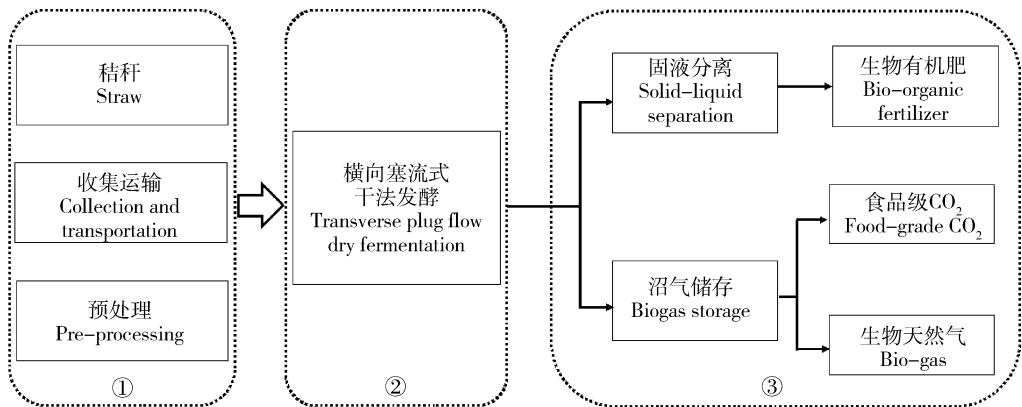 秸秆
Straw
收集运输
Collection and
transportation
预处理
Pre-processing
①
横向塞流式
干法发酵
Transverse plug flow
dry fermentation
②
固液分离
Solid-liquid
separation
生物有机肥
Bio-organic
fertilizer
食品级CO₂
Food-grade CO₂
沼气储存
Biogas storage
生物天然气
Bio-gas
③